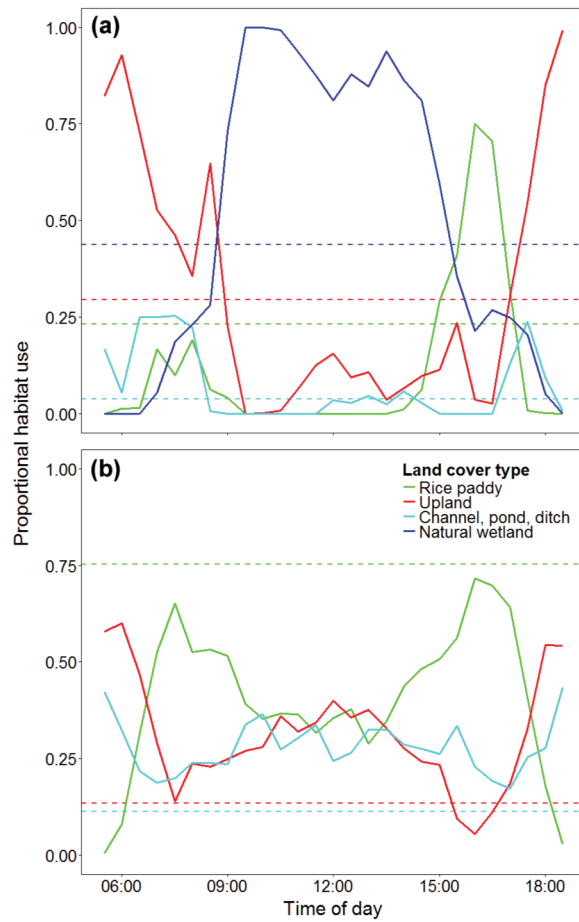 (a)
1.00
0.75
0.50
0.25
0.00
Proportional habitat use
(b)
1.00
0.75
0.50
0.25
0.00
Land cover type
Rice paddy
Upland
Channel, pond, ditch
Natural wetland
06:00 09:00 12:00 15:00 18:00
Time of day